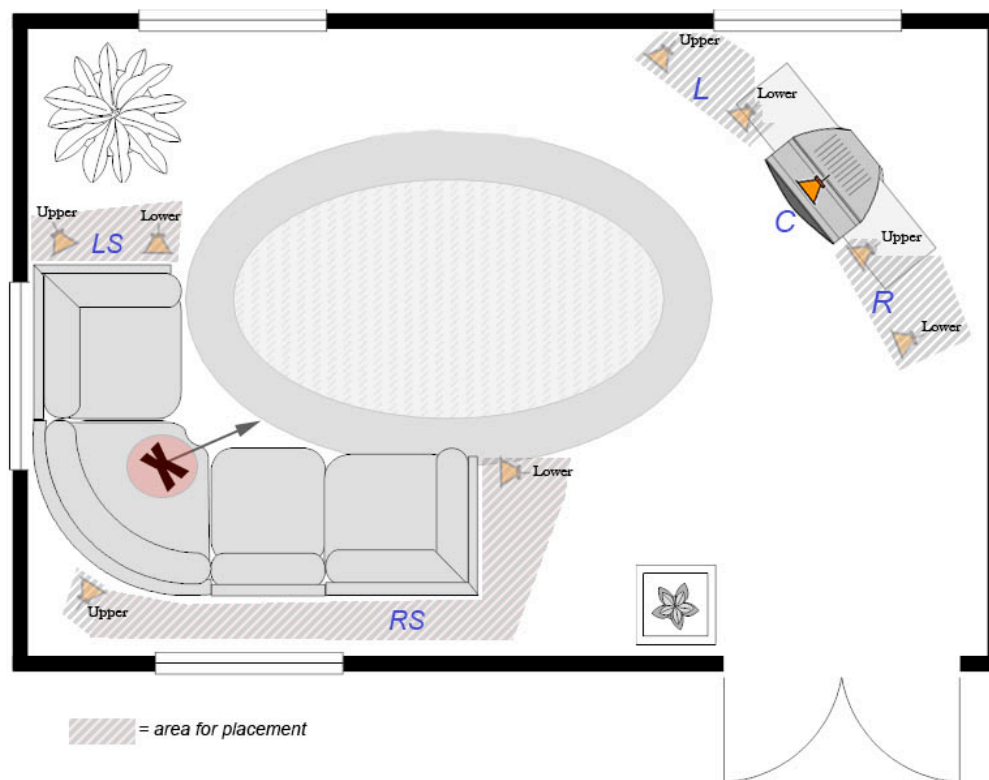 Upper
L
Lower
C
Upper
R
Lower
Upper
Lower
LS
X
Lower
Upper
RS
= area for placement